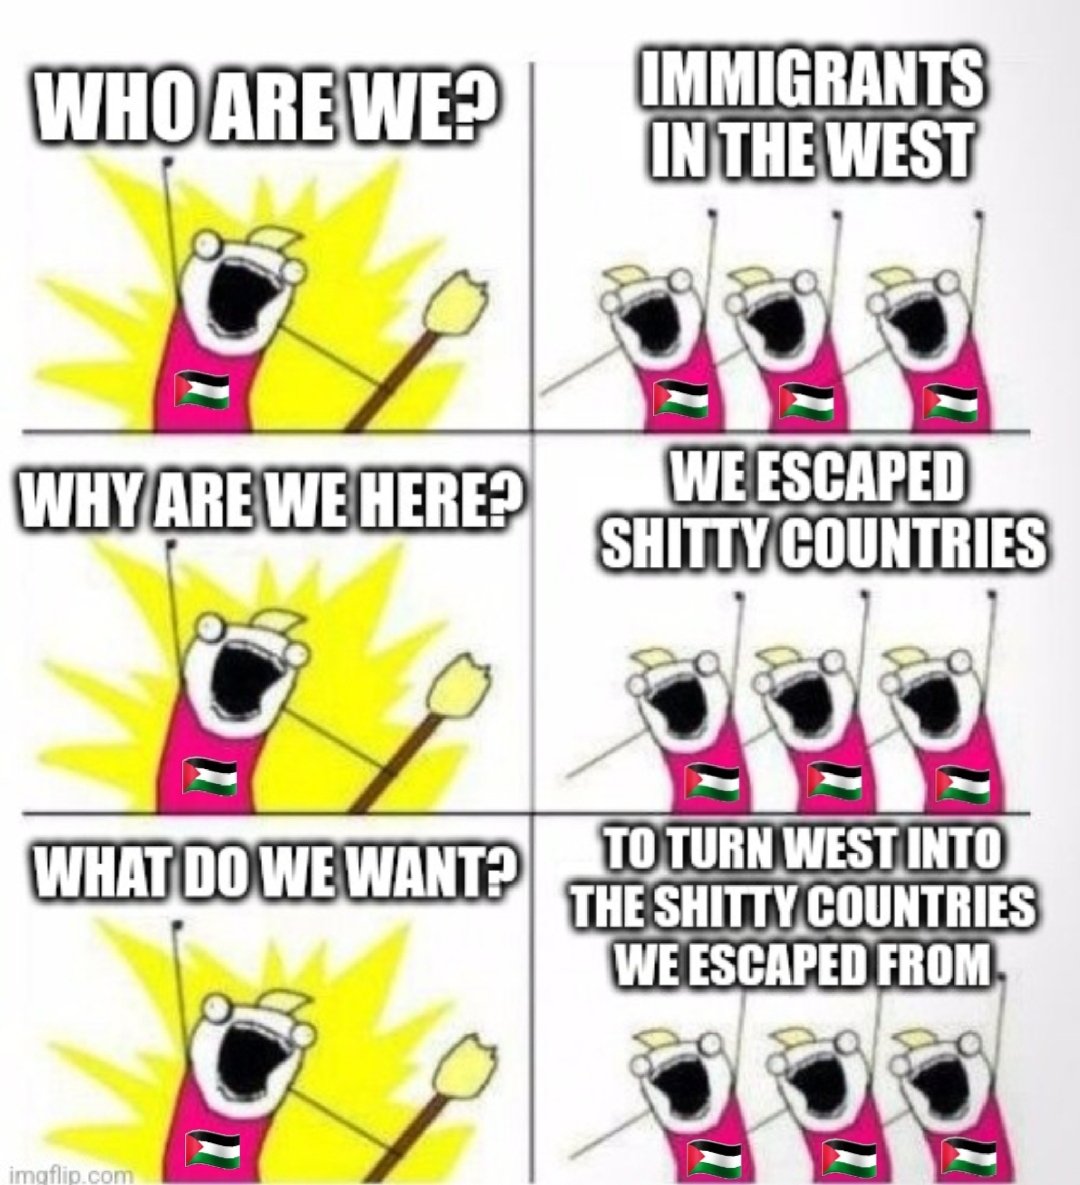 WHO ARE WE?
IMMIGRANTS
IN THE WEST
WHY ARE WE HERE?
WE ESCAPED
SHITTY COUNTRIES
WHAT DO WE WANT?
TO TURN WEST INTO
THE SHITTY COUNTRIES
WE ESCAPED FROM
imgflip.com